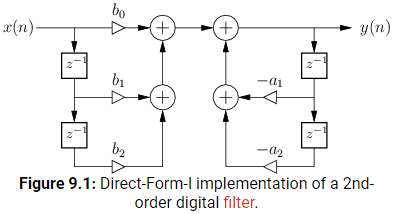 x(n) b₀ + + y(n)
z⁻¹ z⁻¹
b₁ + + −a₁
z⁻¹ z⁻¹
b₂ −a₂
Figure 9.1: Direct-Form-I implementation of a 2nd-
order digital filter.